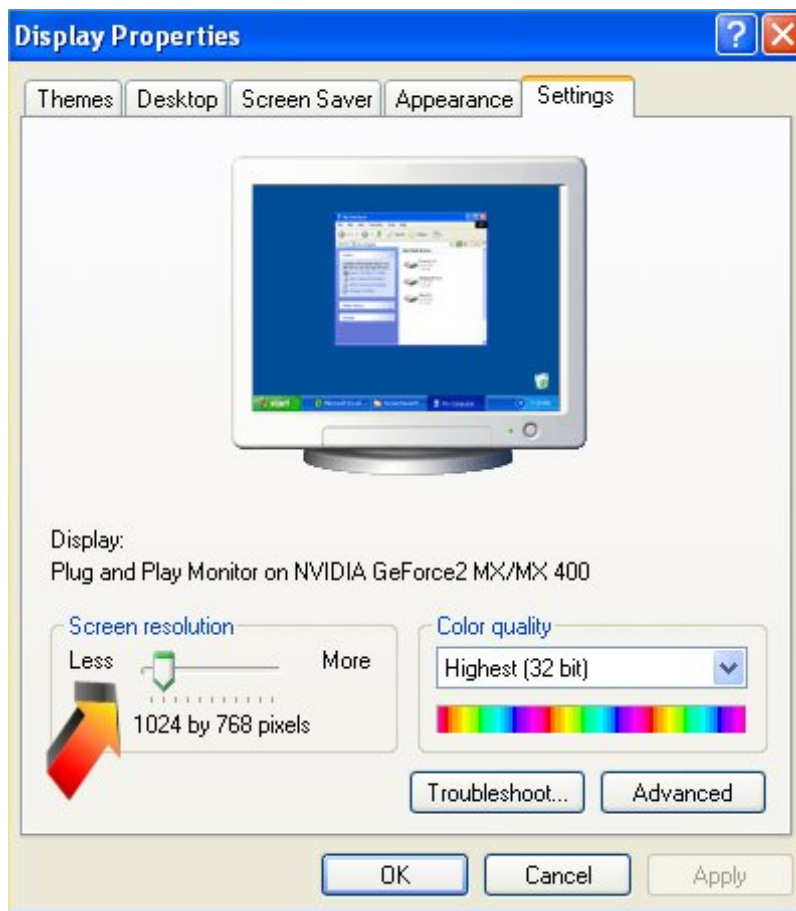 Display Properties
Themes Desktop Screen Saver Appearance Settings
start
Display:
Plug and Play Monitor on NVIDIA GeForce2 MX/MX 400
Screen resolution
Less More
1024 by 768 pixels
Color quality
Highest (32 bit)
Troubleshoot... Advanced
OK Cancel Apply